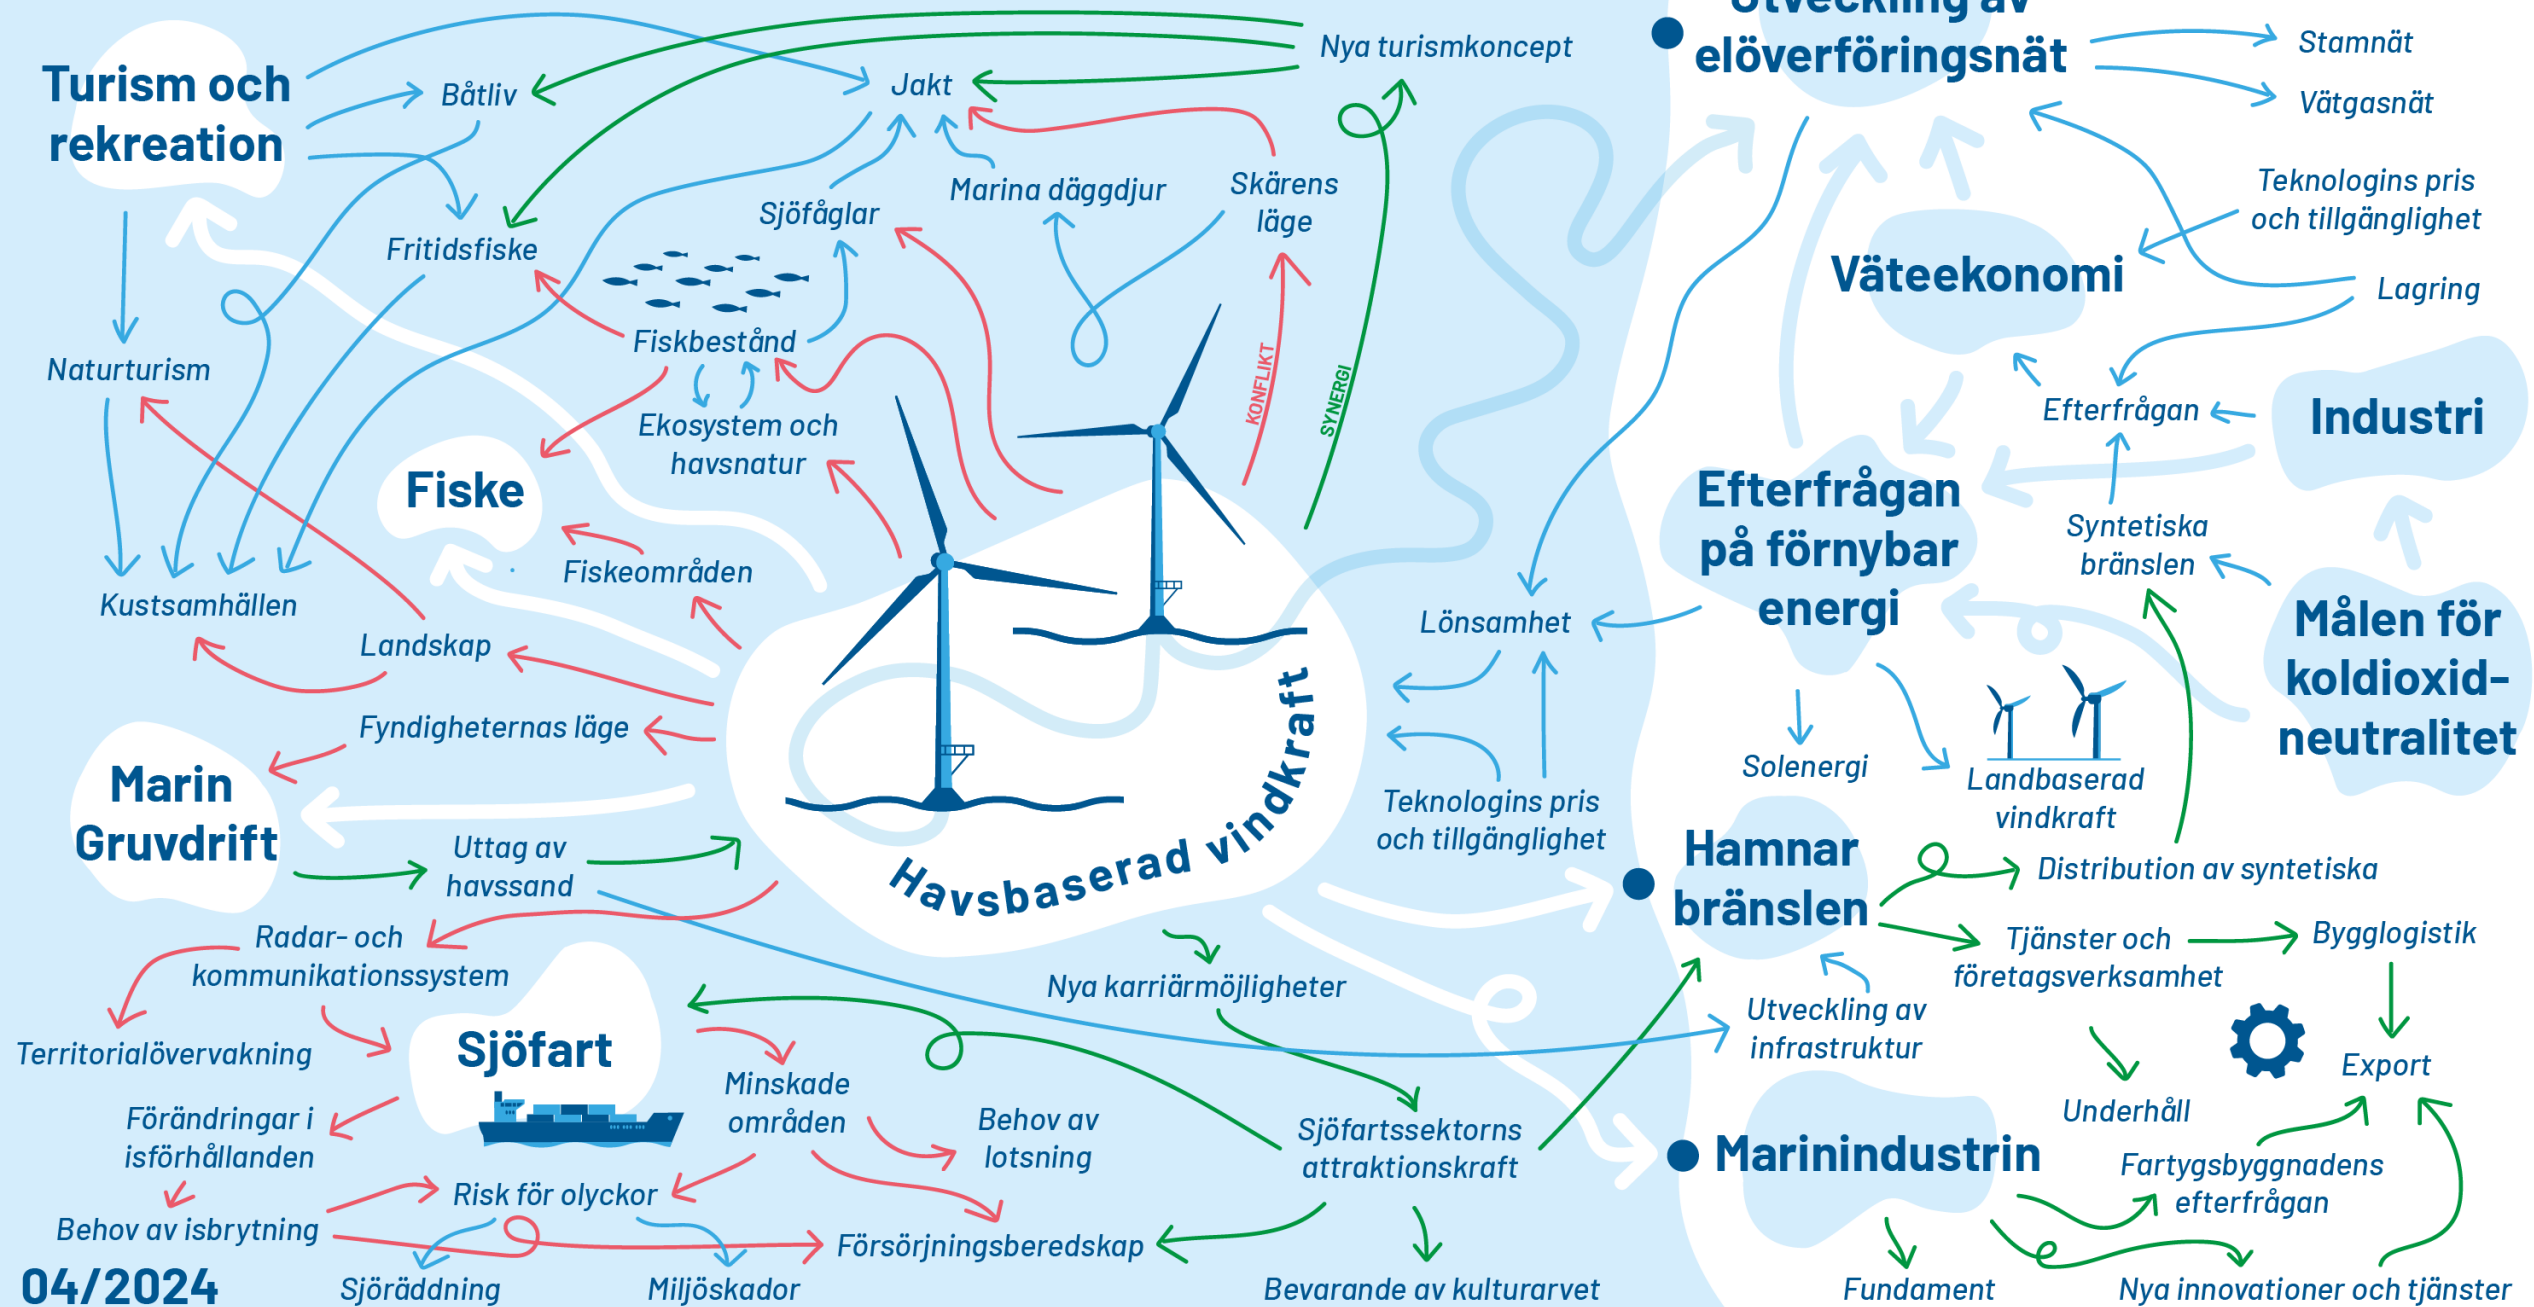 Turism och
rekreation
Båtliv
Jakt
Nya turismkoncept
Utveckling av
elöverföringsnät
Stamnät
Vätgasnät
Fritidsfiske
Sjöfåglar
Marina däggdjur
Skärens
läge
Teknologins pris
och tillgänglighet
Väteekonomi
Lagring
Naturturism
Fiskbestånd
Ekosystem och
havsnatur
KONFLIKT
SYNERGI
Efterfrågan
Industri
Fiske
Fiskeområden
Efterfrågan
på förnybar
energi
Syntetiska
bränslen
Kustsamhällen
Landskap
Lönsamhet
Målen för
koldioxid-
neutralitet
Fyndigheternas läge
Marin
Gruvdrift
Havsbaserad vindkraft
Teknologins pris
och tillgänglighet
Solenergi
Landbaserad
vindkraft
Uttag av
havssand
Hamnar
bränslen
Distribution av syntetiska
Radar- och
kommunikationssystem
Nya karriärmöjligheter
Tjänster och
företagsverksamhet
Bygglogistik
Territorialövervakning
Sjöfart
Utveckling av
infrastruktur
Export
Minskade
områden
Underhåll
Förändringar i
isförhållanden
Behov av
lotsning
Sjöfartssektorns
attraktionskraft
Marinindustrin
Fartygsbyggnadens
efterfrågan
Behov av isbrytning
Risk för olyckor
Försörjningsberedskap
04/2024
Sjöräddning
Miljöskador
Bevarande av kulturarvet
Fundament
Nya innovationer och tjänster